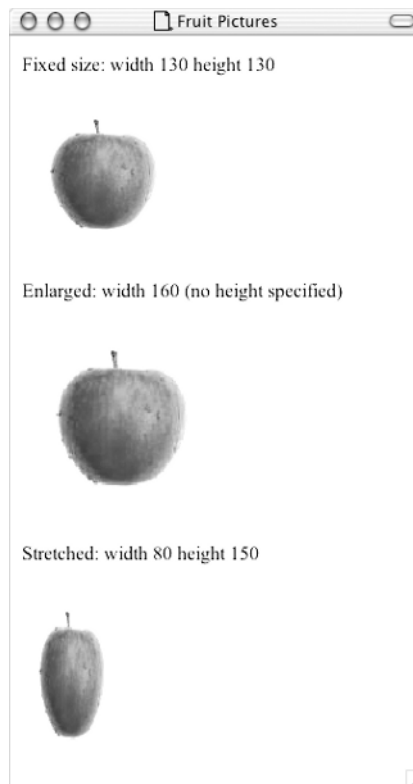 Fruit Pictures
Fixed size: width 130 height 130
Enlarged: width 160 (no height specified)
Stretched: width 80 height 150